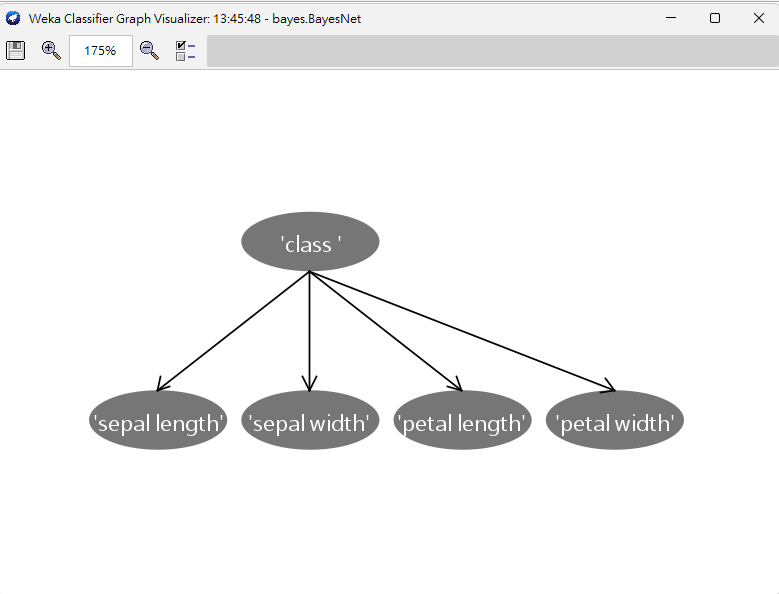 Weka Classifier Graph Visualizer: 13:45:48 - bayes.BayesNet
175%
'class '
'sepal length' 'sepal width' 'petal length' 'petal width'